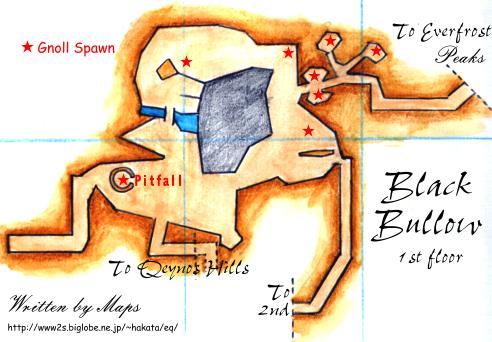 To Everfrost
Peaks
Gnoll Spawn
Pitfall
Black
Bullow
1st floor
To Qeynos Hills
To
2nd
Written by Maps
http://www2s.biglobe.ne.jp/~hakata/eq/